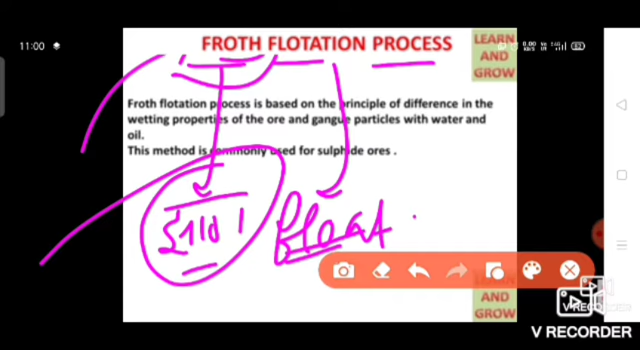 11:00
FROTH FLOTATION PROCESS
LEARN
AND
GROW
Froth flotation process is based on the principle of difference in the
wetting properties of the ore and gangue particles with water and
oil.
This method is commonly used for sulphide ores .
float
AND
GROW
V RECORDER
V RECORDER